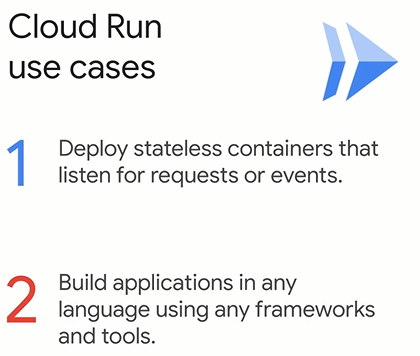 Cloud Run
use cases
1 Deploy stateless containers that
listen for requests or events.
2 Build applications in any
language using any frameworks
and tools.